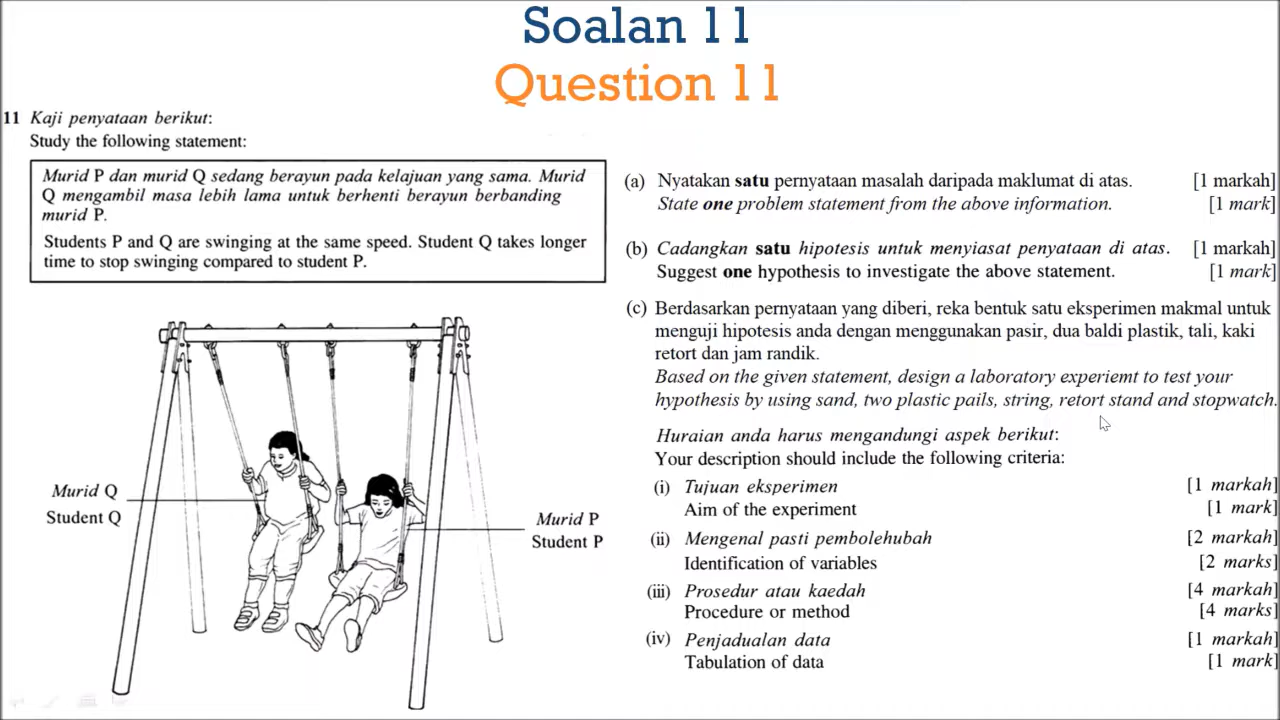 Soalan 11
Question 11
11 Kaji penyataan berikut:
Study the following statement:
Murid P dan murid Q sedang berayun pada kelajuan yang sama. Murid
Q mengambil masa lebih lama untuk berhenti berayun berbanding
murid P.
Students P and Q are swinging at the same speed. Student Q takes longer
time to stop swinging compared to student P.
Murid Q
Student Q
Murid P
Student P
(a) Nyatakan satu pernyataan masalah daripada maklumat di atas. [1 markah]
State one problem statement from the above information. [1 mark]
(b) Cadangkan satu hipotesis untuk menyiasat penyataan di atas. [1 markah]
Suggest one hypothesis to investigate the above statement. [1 mark]
(c) Berdasarkan pernyataan yang diberi, reka bentuk satu eksperimen makmal untuk
menguji hipotesis anda dengan menggunakan pasir, dua baldi plastik, tali, kaki
retort dan jam randik.
Based on the given statement, design a laboratory experiemt to test your
hypothesis by using sand, two plastic pails, string, retort stand and stopwatch.
Huraian anda harus mengandungi aspek berikut:
Your description should include the following criteria:
(i) Tujuan eksperimen [1 markah]
Aim of the experiment [1 mark]
(ii) Mengenal pasti pembolehubah [2 markah]
Identification of variables [2 marks]
(iii) Prosedur atau kaedah [4 markah]
Procedure or method [4 marks]
(iv) Penjadualan data [1 markah]
Tabulation of data [1 mark]